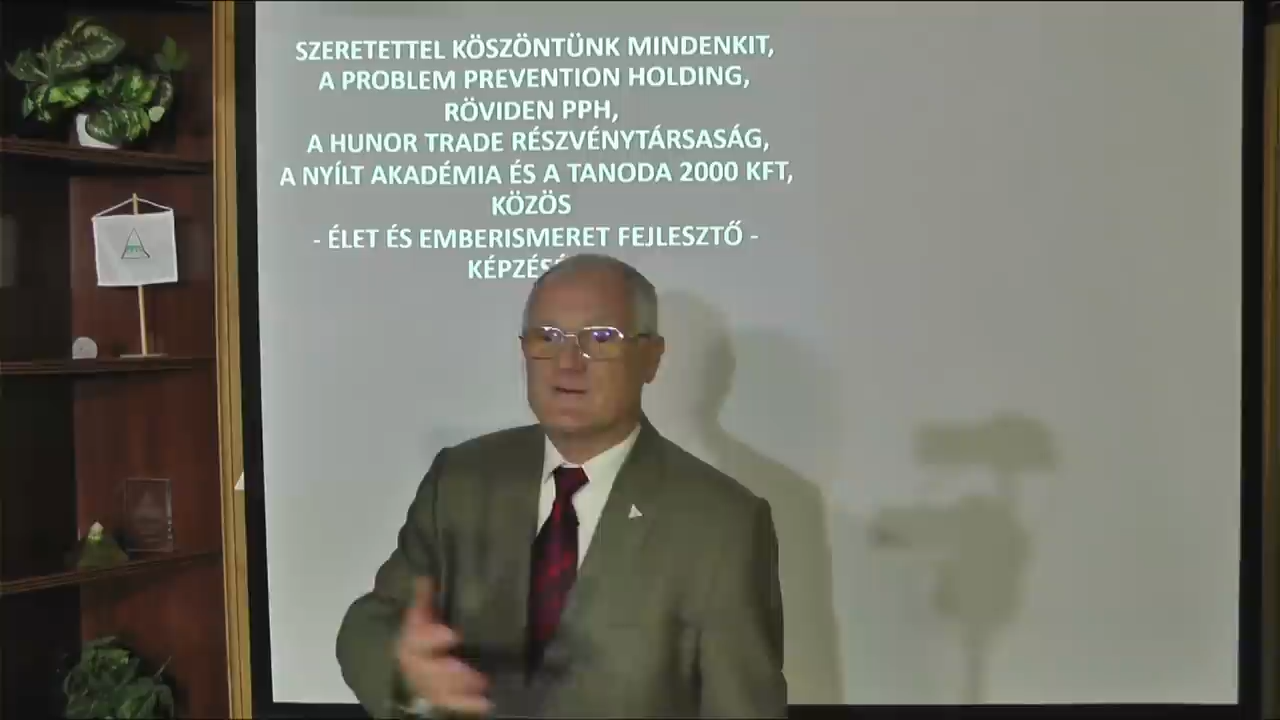 SZERETETTEL KÖSZÖNTÜNK MINDENKIT,
A PROBLEM PREVENTION HOLDING,
RÖVIDEN PPH,
A HUNOR TRADE RÉSZVÉNYTÁRSASÁG,
A NYÍLT AKADÉMIA ÉS A TANODA 2000 KFT,
KÖZÖS
- ÉLET ÉS EMBERISMERET FEJLESZTŐ -